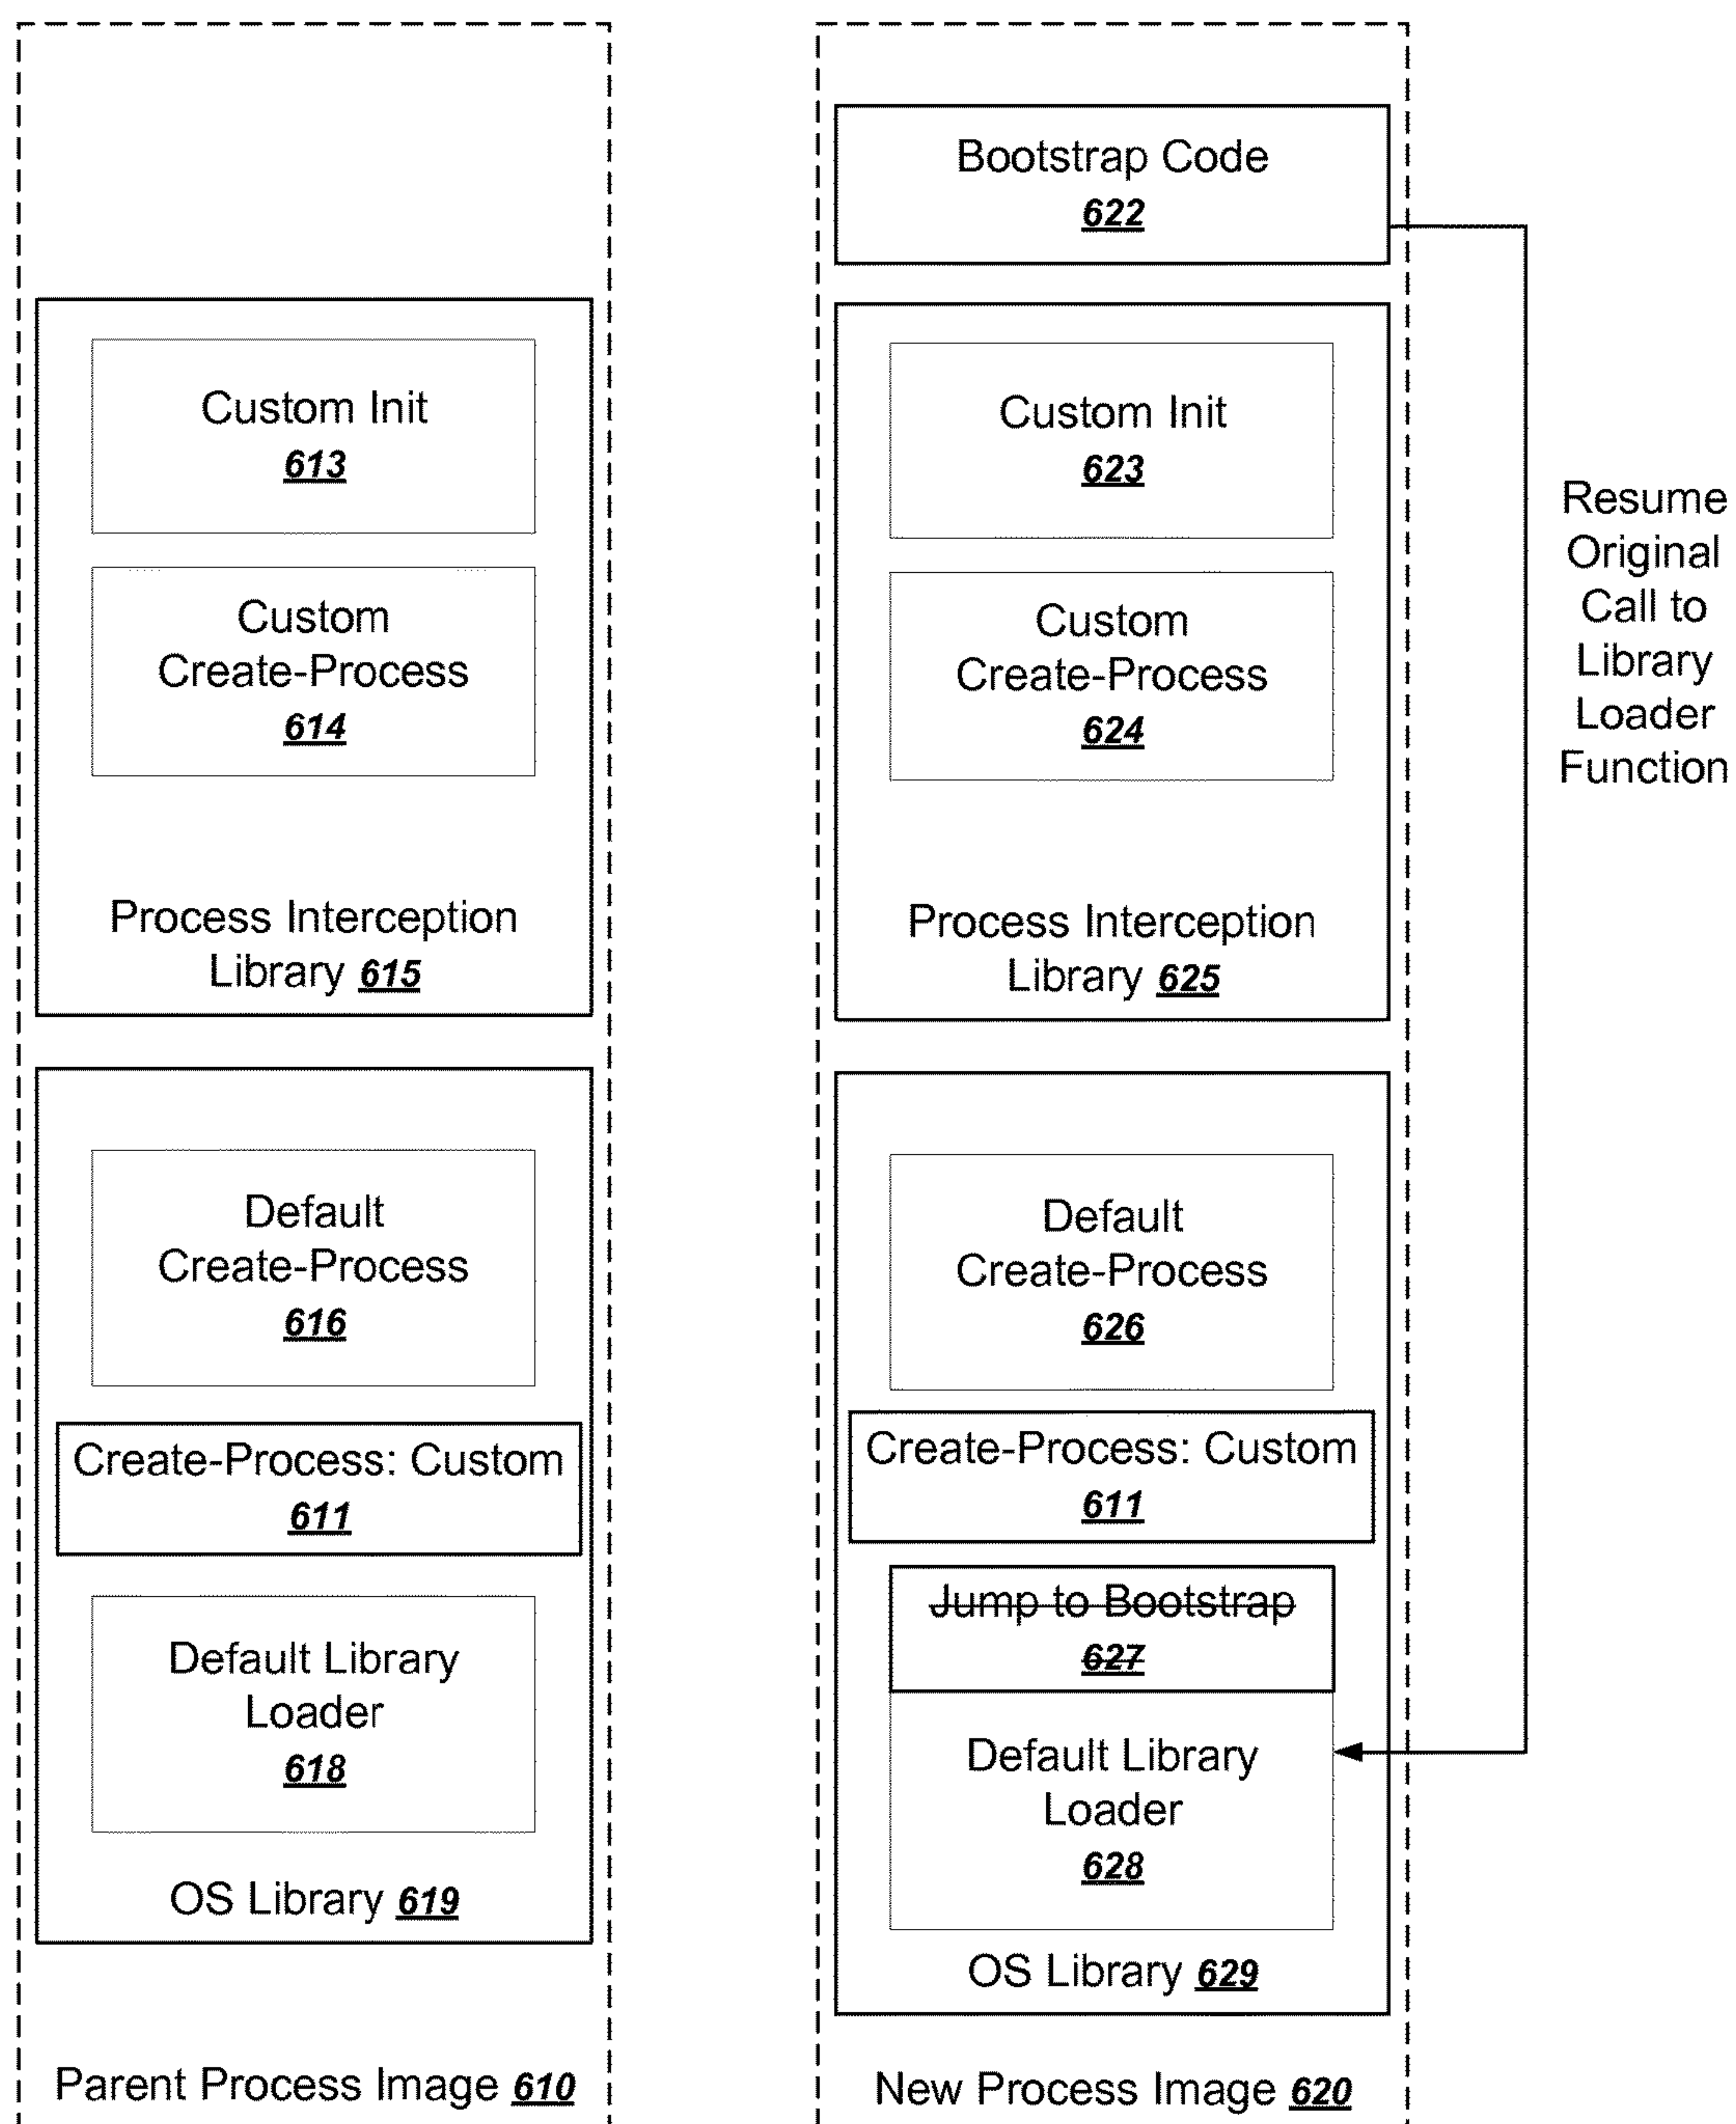 Custom Init
613
Custom
Create-Process
614
Process Interception
Library 615
Default
Create-Process
616
Create-Process: Custom
611
Default Library
Loader
618
OS Library 619
Parent Process Image 610
Bootstrap Code
622
Custom Init
623
Custom
Create-Process
624
Process Interception
Library 625
Default
Create-Process
626
Create-Process: Custom
611
Jump to Bootstrap
627
Default Library
Loader
628
OS Library 629
New Process Image 620
Resume
Original
Call to
Library
Loader
Function